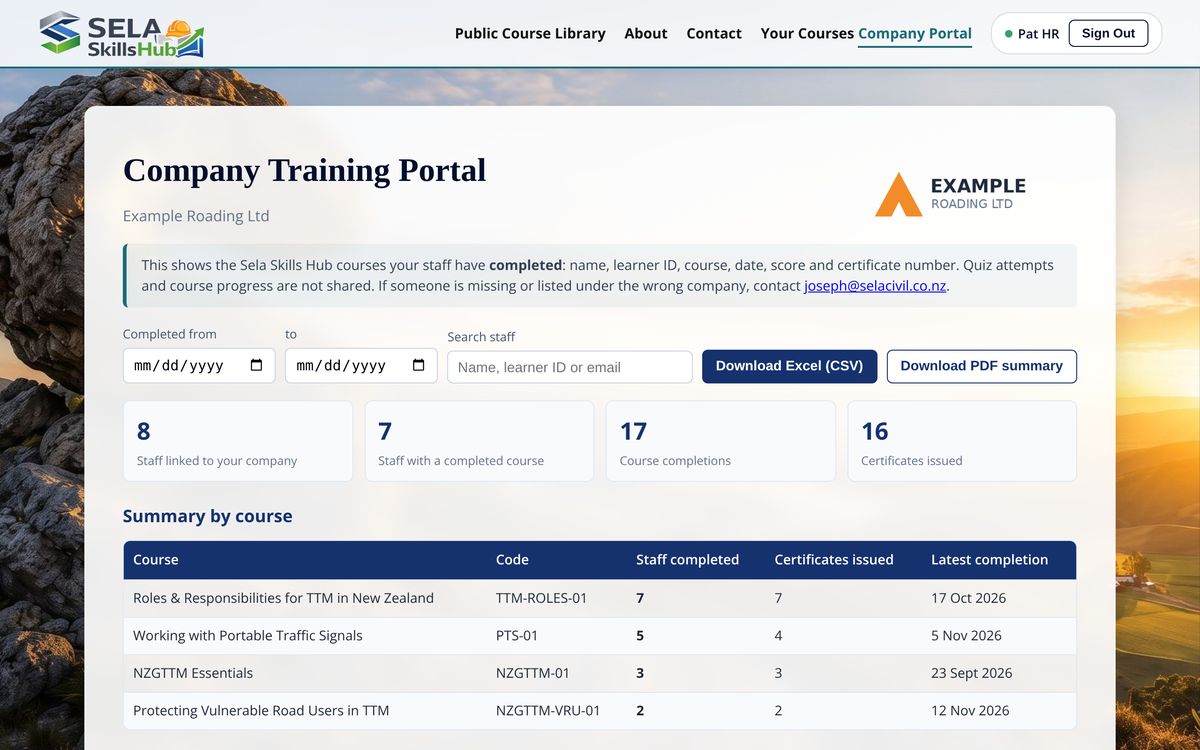 SELA
SkillsHub
Public Course Library About Contact Your Courses Company Portal Pat HR Sign Out
Company Training Portal
Example Roading Ltd
EXAMPLE
ROADING LTD
This shows the Sela Skills Hub courses your staff have completed: name, learner ID, course, date, score and certificate number. Quiz attempts
and course progress are not shared. If someone is missing or listed under the wrong company, contact joseph@selacivil.co.nz.
Completed from to Search staff
mm/dd/yyyy mm/dd/yyyy Name, learner ID or email Download Excel (CSV) Download PDF summary
8 7 17 16
Staff linked to your company Staff with a completed course Course completions Certificates issued
Summary by course
Course Code Staff completed Certificates issued Latest completion
Roles & Responsibilities for TTM in New Zealand TTM-ROLES-01 7 7 17 Oct 2026
Working with Portable Traffic Signals PTS-01 5 4 5 Nov 2026
NZGTTM Essentials NZGTTM-01 3 3 23 Sept 2026
Protecting Vulnerable Road Users in TTM NZGTTM-VRU-01 2 2 12 Nov 2026